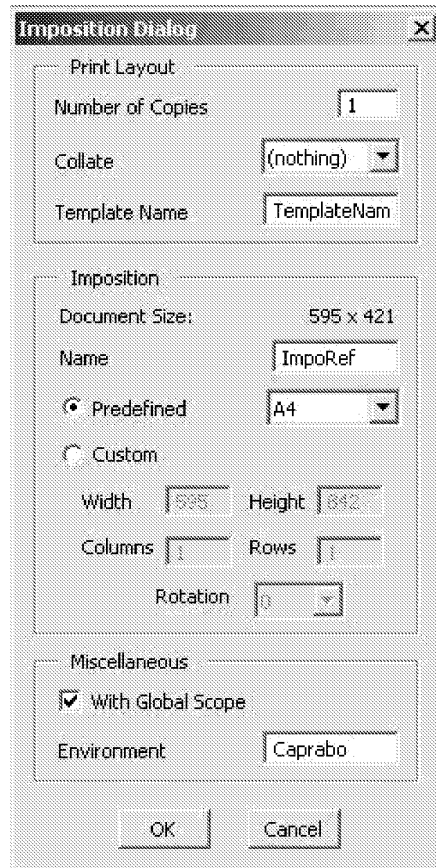 Imposition Dialog
Print Layout
Number of Copies 1
Collate (nothing)
Template Name TemplateNam
Imposition
Document Size: 595 x 421
Name ImpoRef
Predefined A4
Custom
Width 595 Height 842
Columns 1 Rows 1
Rotation 0
Miscellaneous
With Global Scope
Environment Caprabo
OK Cancel